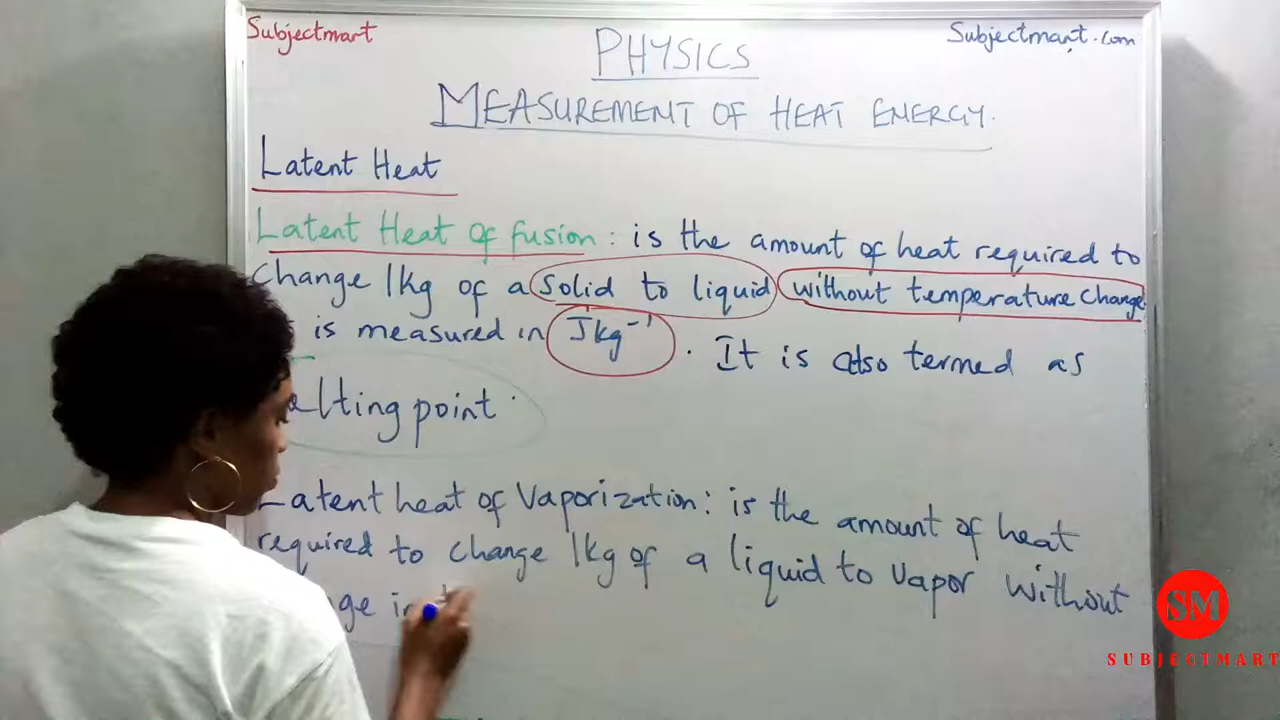 Subjectmart
Subjectmart.com
PHYSICS
MEASUREMENT OF HEAT ENERGY.
Latent Heat
Latent Heat Of fusion: is the amount of heat required to
Change 1kg of a solid to liquid without temperature Change
is measured in Jkg⁻¹. It is also termed as
elting point.
Latent heat of Vaporization: is the amount of heat
required to change 1kg of a liquid to Vapor without
SM
SUBJECTMART